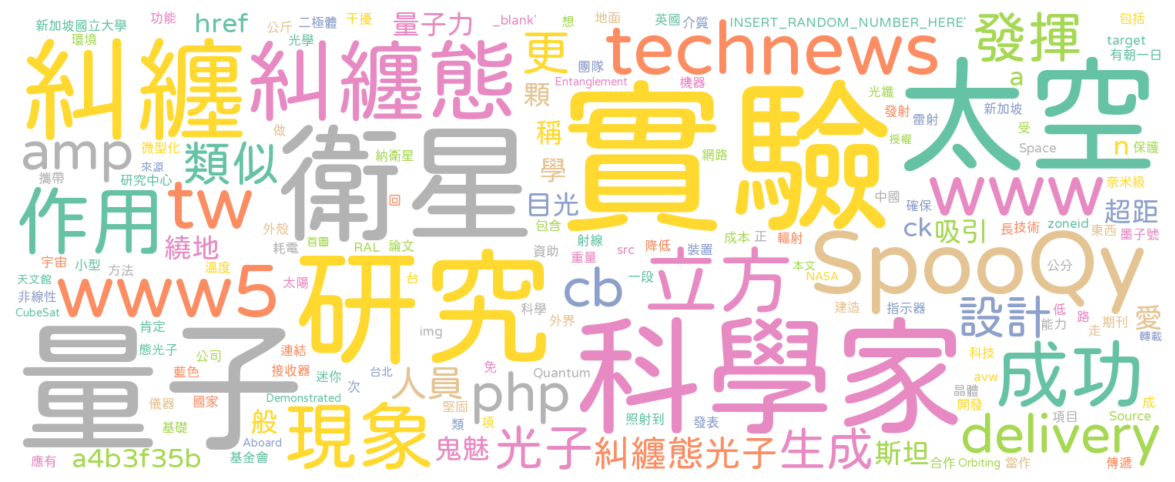 新加坡國立大學 功能 href 公斤 二極體 干擾 量子力 _blank' 想 地面 英國 介質 INSERT_RANDOM_NUMBER_HERE' 發揮 包括
環境 光學 糾纏 糾纏態 更 團隊 technews target 有朝一日
Entanglement 機器 太空 a
顆 實驗 光纖 發射 新加坡
amp 微型化 類似 衛星 稱 雷射 受 n 保護
做 納衛星 網路 授權 Space
攜帶 來源 研究中心 學 中國 www 奈米級
作用 tw 回 目光 確保 超距
外殼 包含 ck 吸引 長技術 zoneid 東西 墨子號
繞地 耗電 首圖 RAL 論文 資助 射線 src 降低 成本 正 輻射 SpooQy
宇宙 小型 方法 溫度 重量 裝置 本文 NASA 公分
天文館 www5 太陽 研究 台 科學 cb 一段 立方
非線性 建造 指示器 設計 低 路 愛
CubeSat img 外界 能力 走 期刊 轉載
肯定 量子 科學家 成功
態光子 公司 連結 科技
藍色 接收器 迷你 次 台北 人員 免 Quantum 晶體 avw
儀器 國家 Demonstrated 堅固 php 開發 成
般 現象 類 項 照射到 發表 項目 Source
基礎 Aboard 鬼魅 光子 糾纏態光子 生成 斯坦 delivery
應有 a4b3f35b 基金會 合作 Orbiting 當作 傳遞